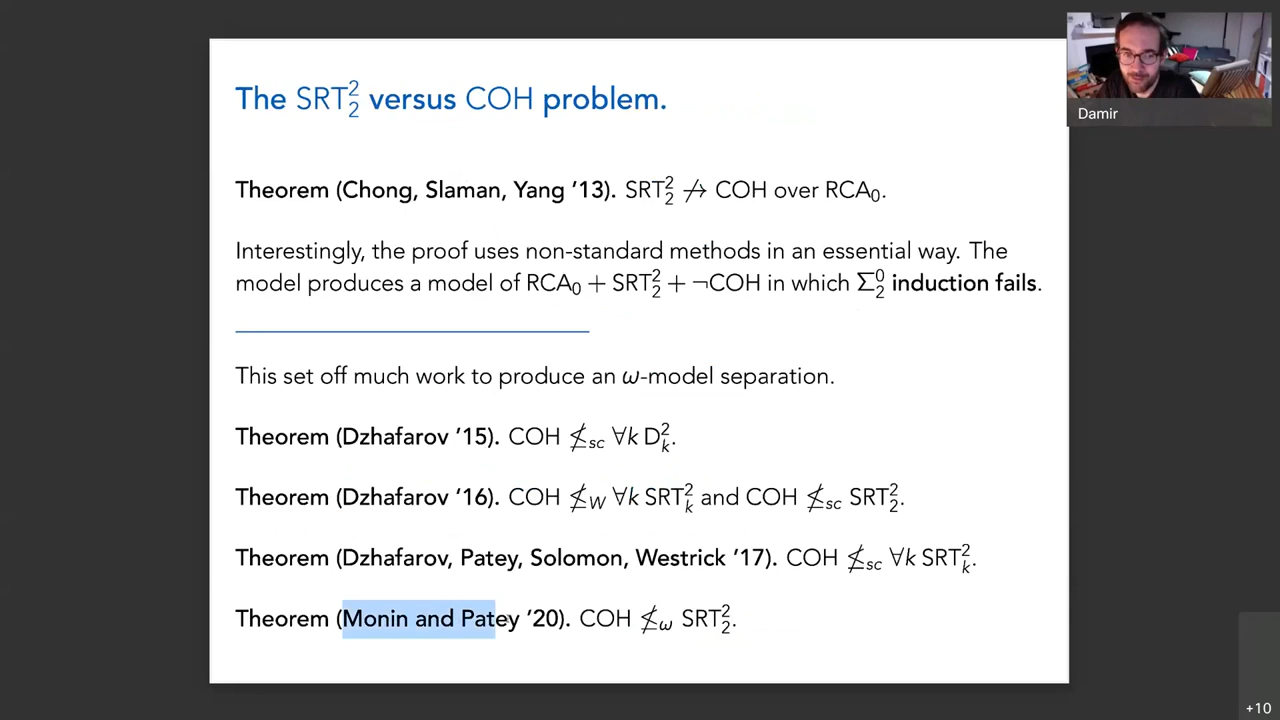 The SRT²₂ versus COH problem.
Damir
Theorem (Chong, Slaman, Yang ’13). SRT²₂ ↛ COH over RCA₀.
Interestingly, the proof uses non-standard methods in an essential way. The
model produces a model of RCA₀ + SRT²₂ + ¬COH in which Σ⁰₂ induction fails.
This set off much work to produce an ω-model separation.
Theorem (Dzhafarov ’15). COH ≰sc ∀k D²ₖ.
Theorem (Dzhafarov ’16). COH ≰W ∀k SRT²ₖ and COH ≰sc SRT²₂.
Theorem (Dzhafarov, Patey, Solomon, Westrick ’17). COH ≰sc ∀k SRT²ₖ.
Theorem (Monin and Patey ’20). COH ≰ω SRT²₂.
+10